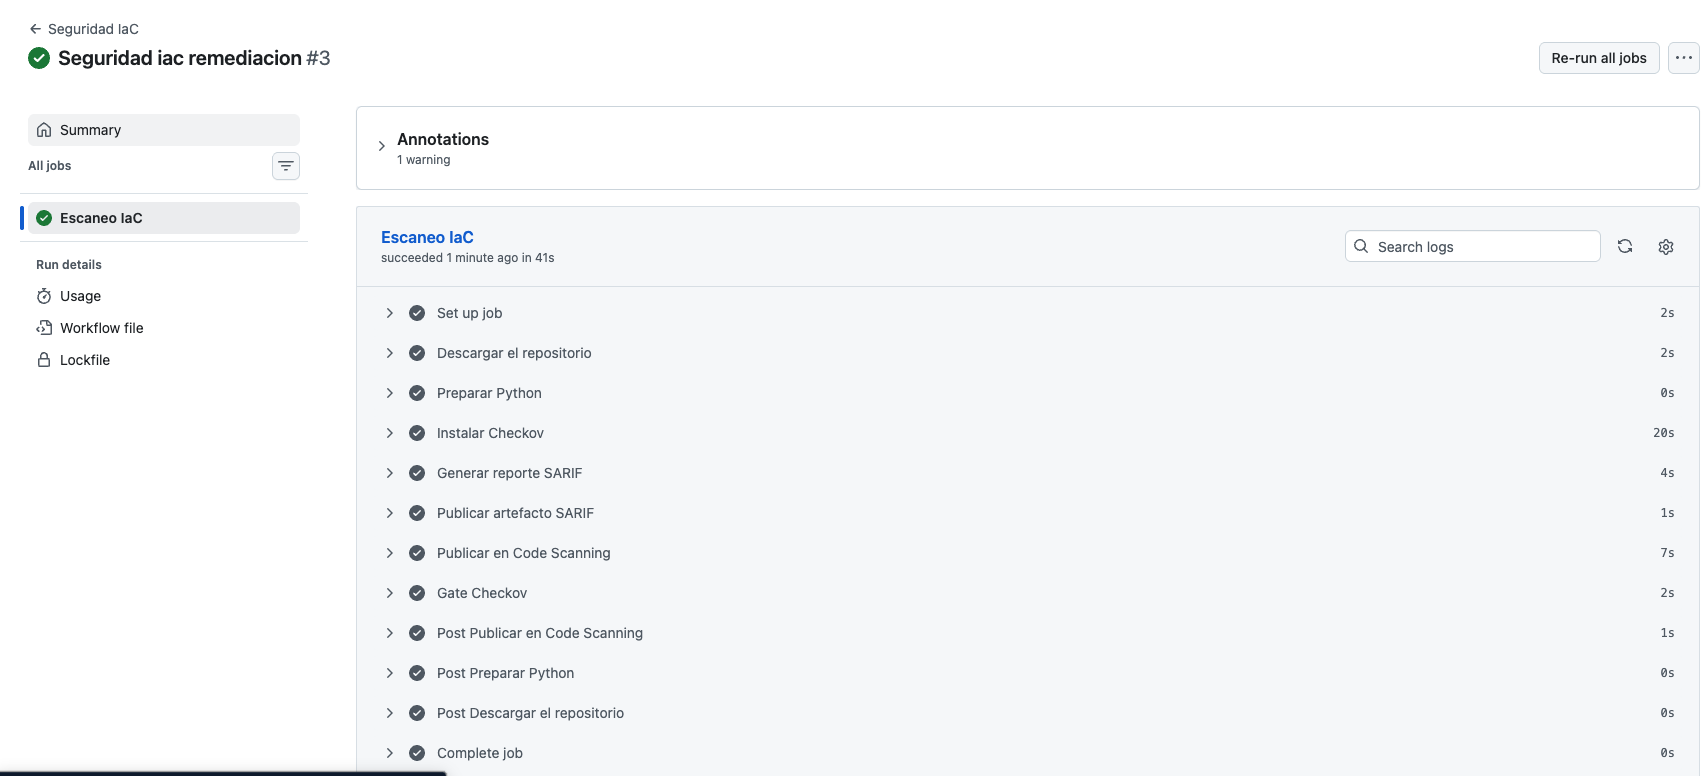 ← Seguridad IaC
Seguridad iac remediacion #3
Re-run all jobs
Summary
All jobs
Escaneo IaC
Run details
Usage
Workflow file
Lockfile
Annotations
1 warning
Escaneo IaC
succeeded 1 minute ago in 41s
Search logs
Set up job 2s
Descargar el repositorio 2s
Preparar Python 0s
Instalar Checkov 20s
Generar reporte SARIF 4s
Publicar artefacto SARIF 1s
Publicar en Code Scanning 7s
Gate Checkov 2s
Post Publicar en Code Scanning 1s
Post Preparar Python 0s
Post Descargar el repositorio 0s
Complete job 0s